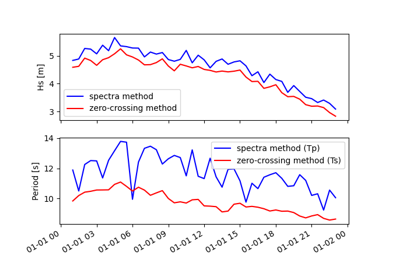 Hs [m]
5
4
3
spectra method
zero-crossing method
Period [s]
14
12
10
spectra method (Tp)
zero-crossing method (Ts)
01-01 00
01-01 03
01-01 06
01-01 09
01-01 12
01-01 15
01-01 18
01-01 21
01-02 00